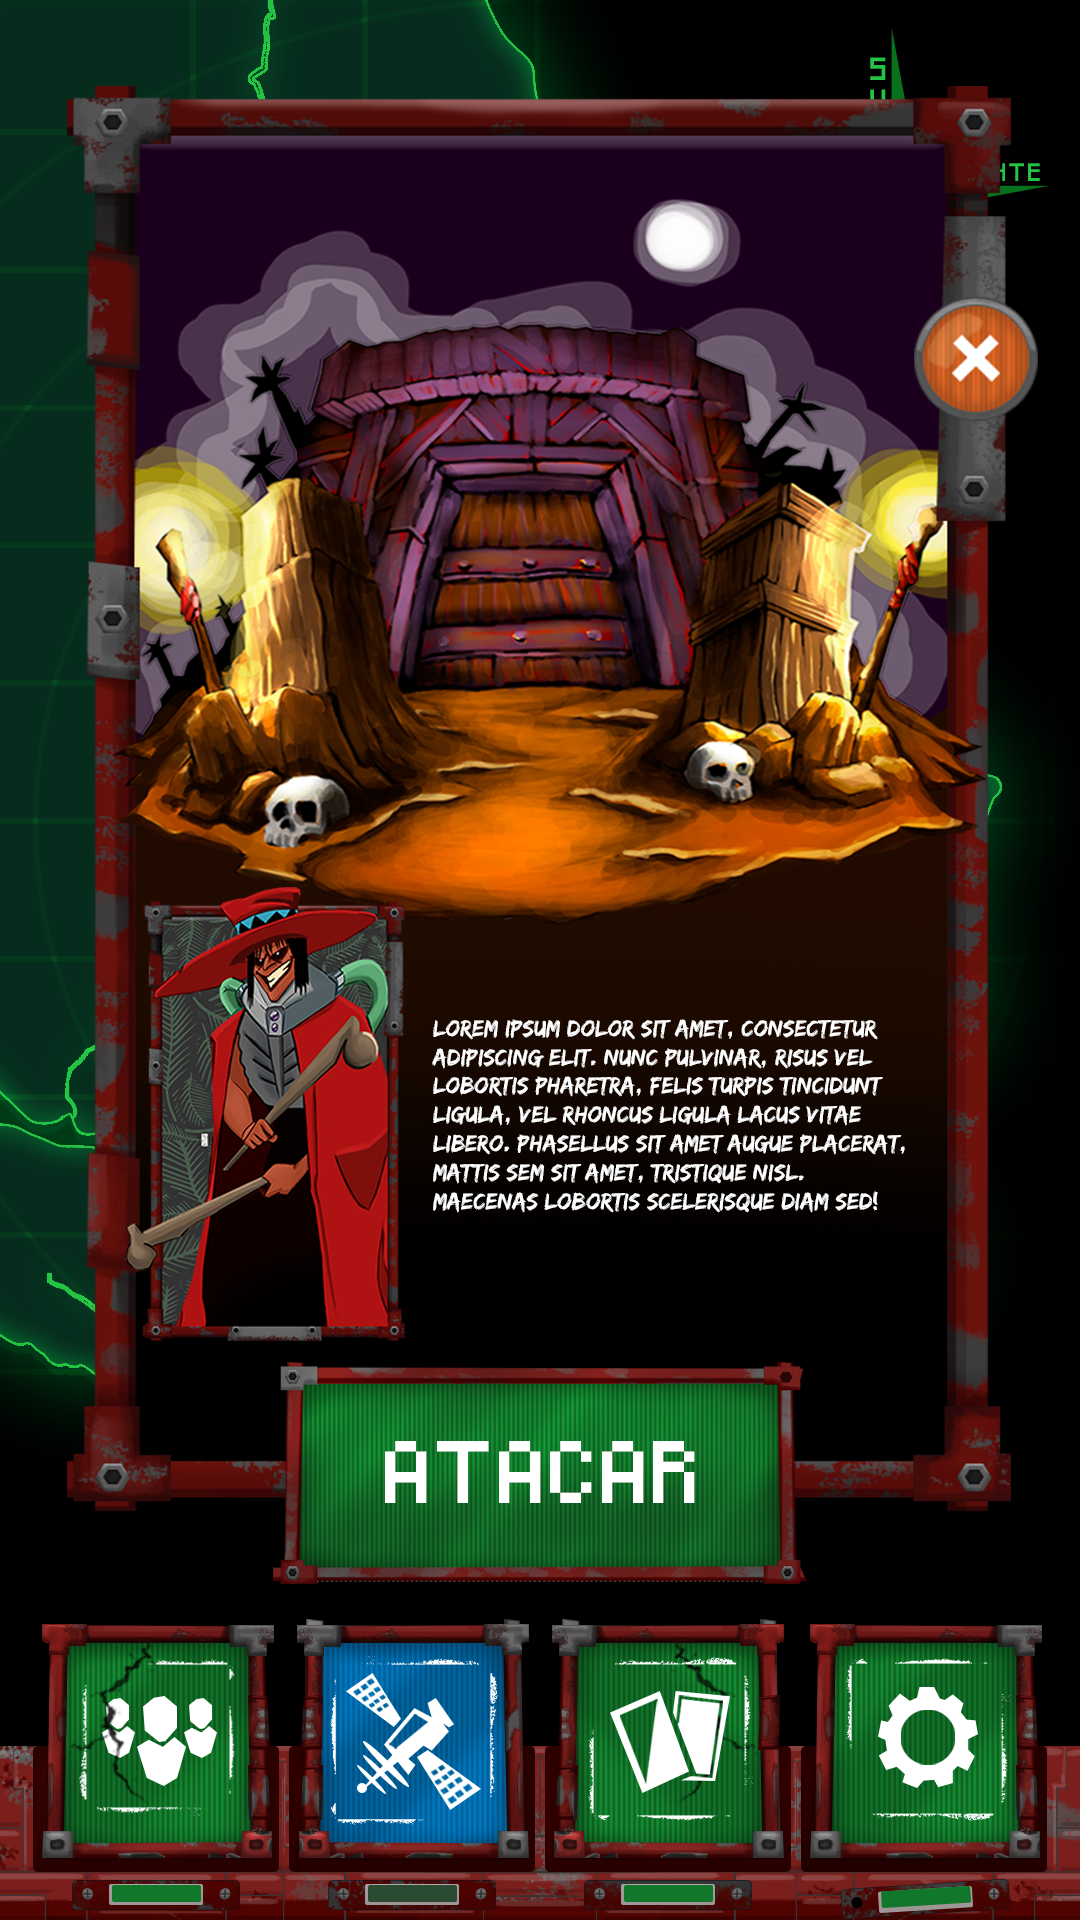 LOREM IPSUM DOLOR SIT AMET, CONSECTETUR
ADIPISCING ELIT. NUNC PULVINAR, RISUS VEL
LOBORTIS PHARETRA, FELIS TURPIS TINCIDUNT
LIGULA, VEL RHONCUS LIGULA LACUS VITAE
LIBERO. PHASELLUS SIT AMET AUGUE PLACERAT,
MATTIS SEM SIT AMET, TRISTIQUE NISL.
MAECENAS LOBORTIS SCELERISQUE DIAM SED!
ATACAR